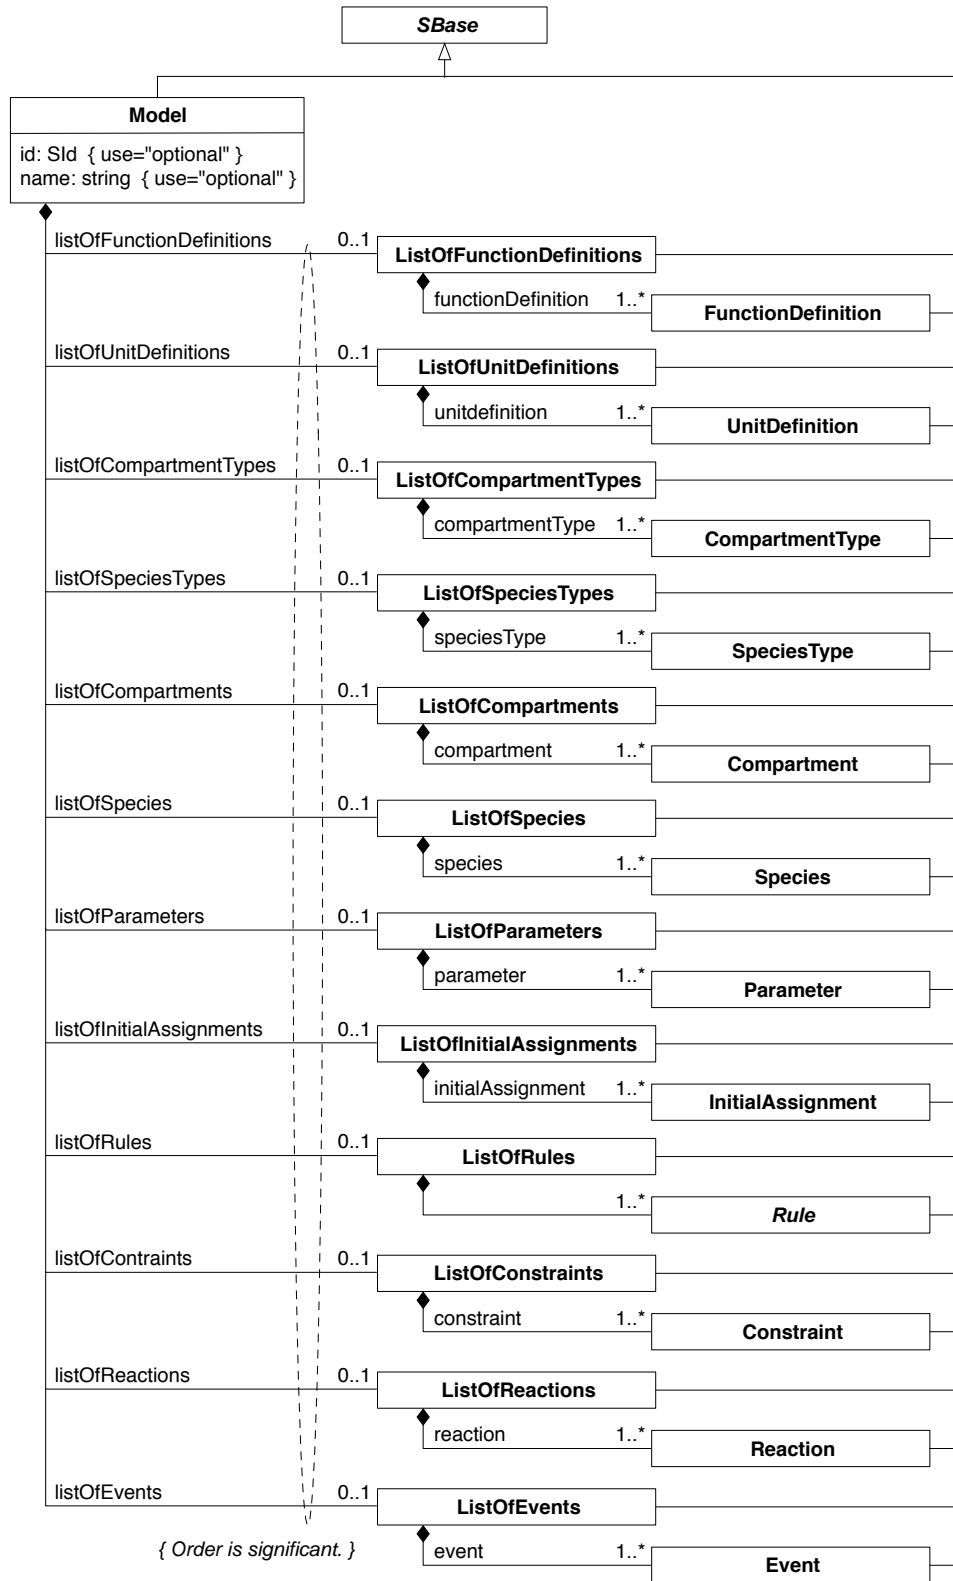 SBase
Model
id: SId { use="optional" }
name: string { use="optional" }
listOfFunctionDefinitions 0..1 ListOfFunctionDefinitions
functionDefinition 1..* FunctionDefinition
listOfUnitDefinitions 0..1 ListOfUnitDefinitions
unitdefinition 1..* UnitDefinition
listOfCompartmentTypes 0..1 ListOfCompartmentTypes
compartmentType 1..* CompartmentType
listOfSpeciesTypes 0..1 ListOfSpeciesTypes
speciesType 1..* SpeciesType
listOfCompartments 0..1 ListOfCompartments
compartment 1..* Compartment
listOfSpecies 0..1 ListOfSpecies
species 1..* Species
listOfParameters 0..1 ListOfParameters
parameter 1..* Parameter
listOfInitialAssignments 0..1 ListOfInitialAssignments
initialAssignment 1..* InitialAssignment
listOfRules 0..1 ListOfRules
1..* Rule
listOfContraints 0..1 ListOfConstraints
constraint 1..* Constraint
listOfReactions 0..1 ListOfReactions
reaction 1..* Reaction
listOfEvents 0..1 ListOfEvents
{ Order is significant. } event 1..* Event